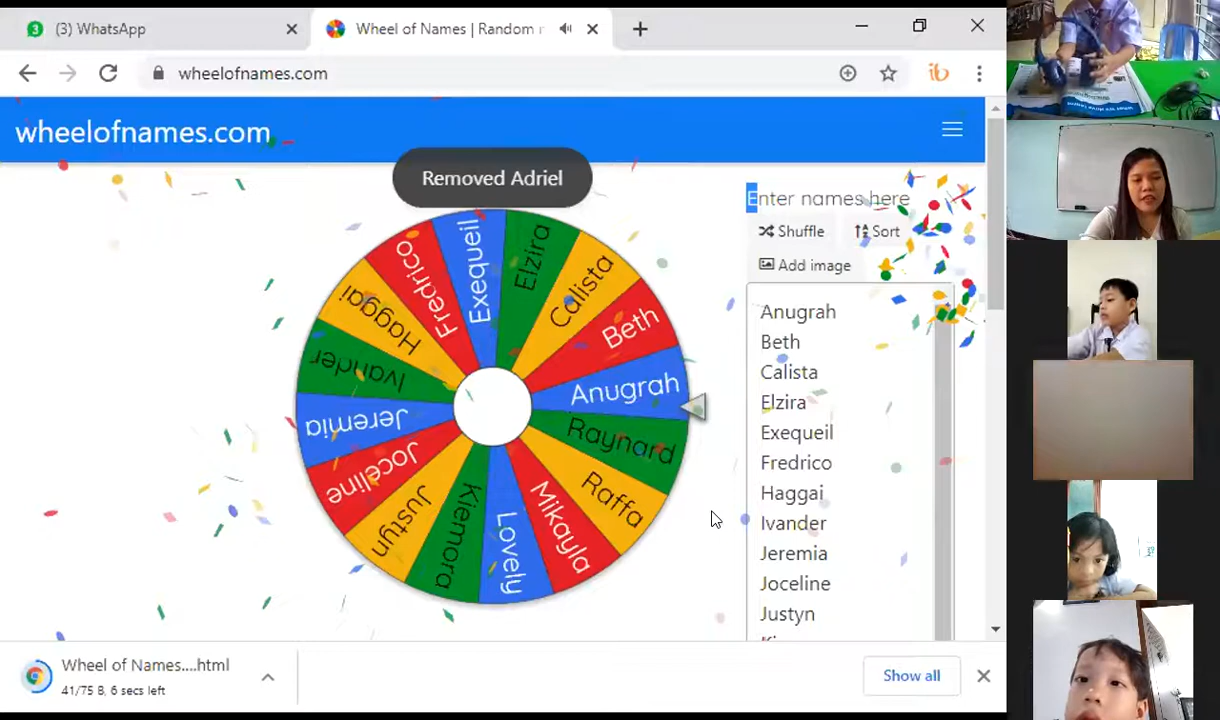 (3) WhatsApp
Wheel of Names | Random n
wheelofnames.com
wheelofnames.com
Removed Adriel
Enter names here
Shuffle
Sort
Add image
Anugrah
Beth
Calista
Elzira
Exequeil
Fredrico
Haggai
Ivander
Jeremia
Joceline
Justyn
Fredrico
Exequeil
Elzira
Calista
Beth
Anugrah
Raynard
Raffa
Mikayla
Lovely
Kiemora
Justyn
Joceline
Jeremia
Ivander
Haggai
Wheel of Names....html
41/75 B, 6 secs left
Show all